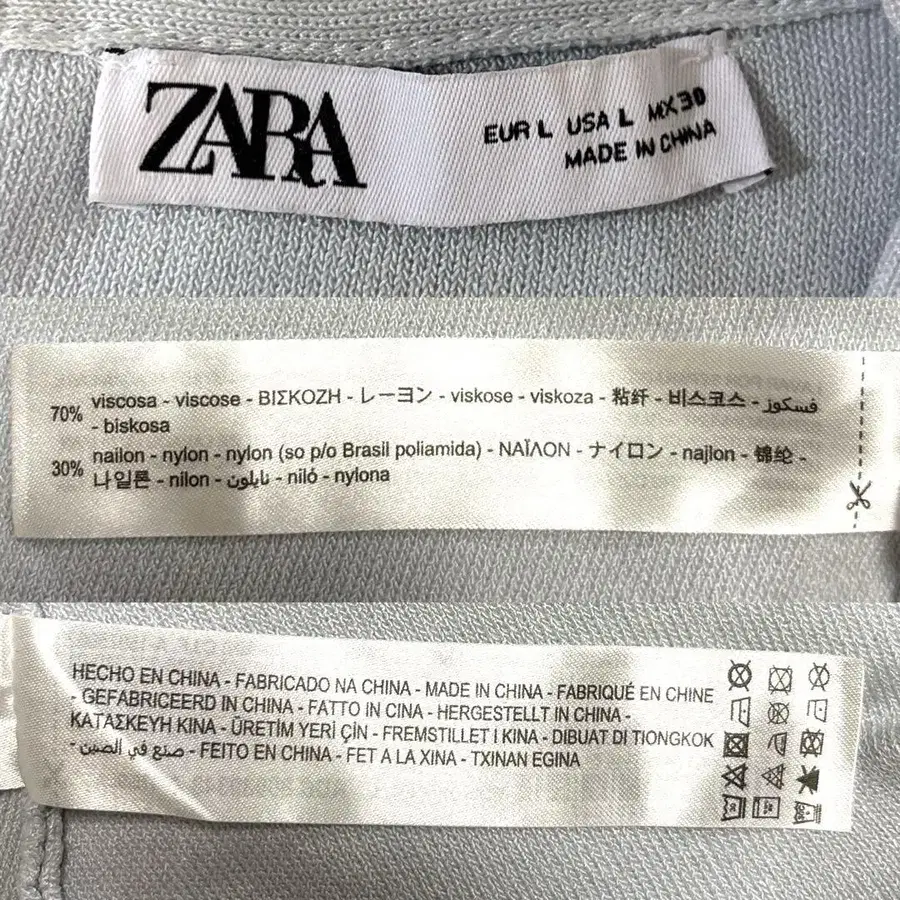 ZARA
EUR L USA L MX 30
MADE IN CHINA
70% viscosa - viscose - ΒΙΣΚΟΖΗ - レーヨン - viskose - viskoza - 粘纤 - 비스코스 - فسكوز
- biskosa
30% nailon - nylon - nylon (so p/o Brasil poliamida) - ΝΑΪΛΟΝ - ナイロン - najlon - 锦纶 -
나일론 - nilon - نايلون - niló - nylona
HECHO EN CHINA - FABRICADO NA CHINA - MADE IN CHINA - FABRIQUÉ EN CHINE
- GEFABRICEERD IN CHINA - FATTO IN CINA - HERGESTELLT IN CHINA -
ΚΑΤΑΣΚΕΥΗ ΚΙΝΑ - ÜRETİM YERİ ÇİN - FREMSTILLET I KINA - DIBUAT DI TIONGKOK
- صنع في الصين - FEITO EN CHINA - FET A LA XINA - TXINAN EGINA